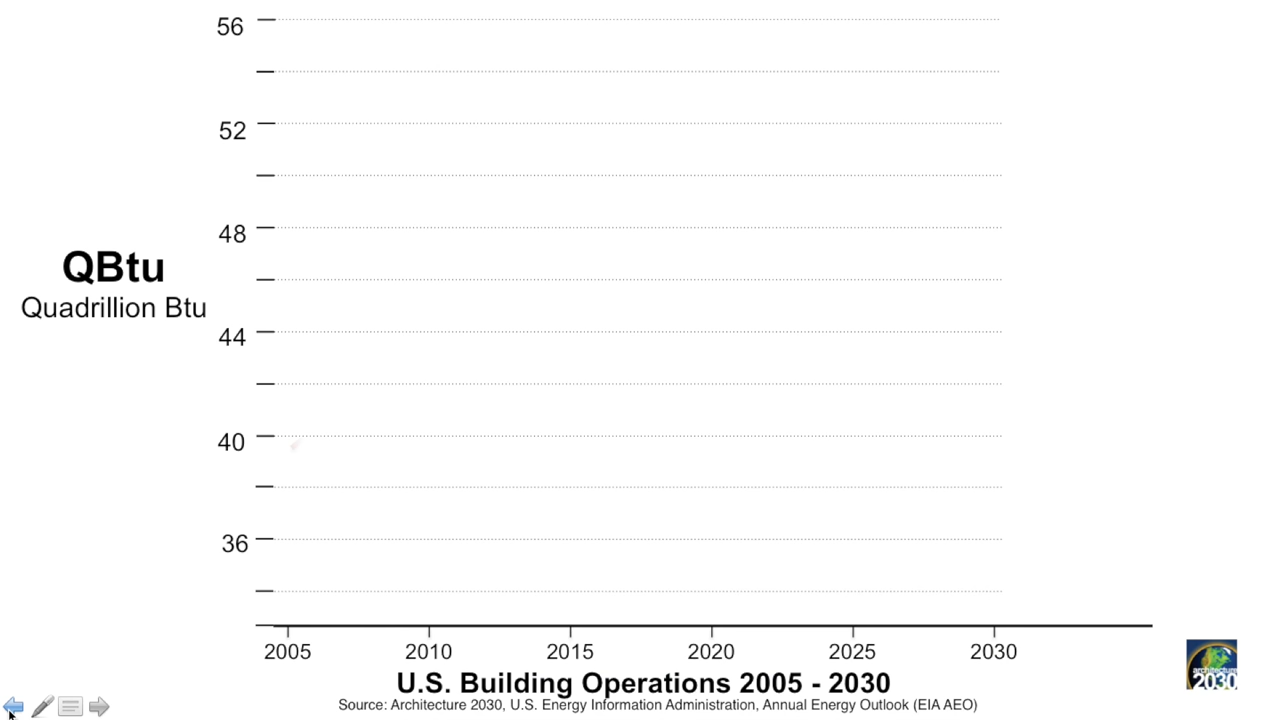 56
52
48
QBtu
Quadrillion Btu
44
40
36
2005 2010 2015 2020 2025 2030
U.S. Building Operations 2005 - 2030
Source: Architecture 2030, U.S. Energy Information Administration, Annual Energy Outlook (EIA AEO)
architecture
2030